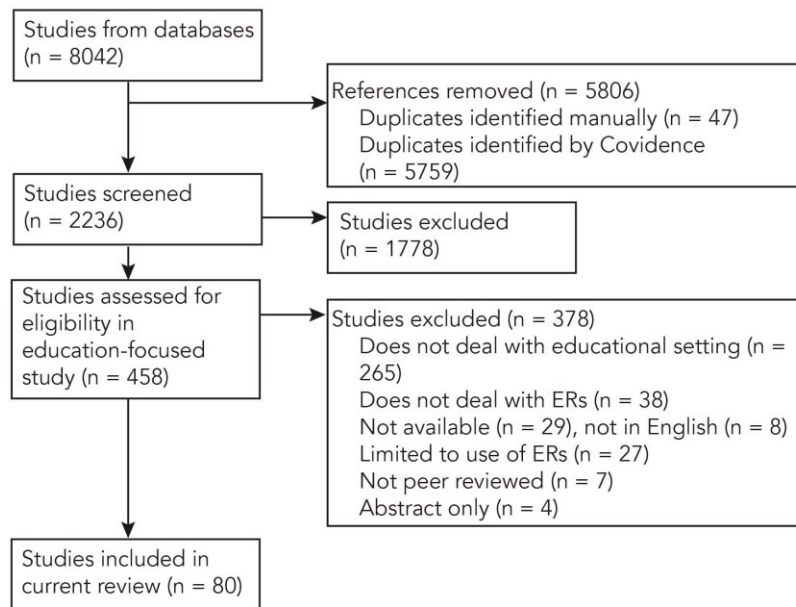 Studies from databases
(n = 8042)
References removed (n = 5806)
Duplicates identified manually (n = 47)
Duplicates identified by Covidence
(n = 5759)
Studies screened
(n = 2236)
Studies excluded
(n = 1778)
Studies assessed for
eligibility in
education-focused
study (n = 458)
Studies excluded (n = 378)
Does not deal with educational setting (n =
265)
Does not deal with ERs (n = 38)
Not available (n = 29), not in English (n = 8)
Limited to use of ERs (n = 27)
Not peer reviewed (n = 7)
Abstract only (n = 4)
Studies included in
current review (n = 80)